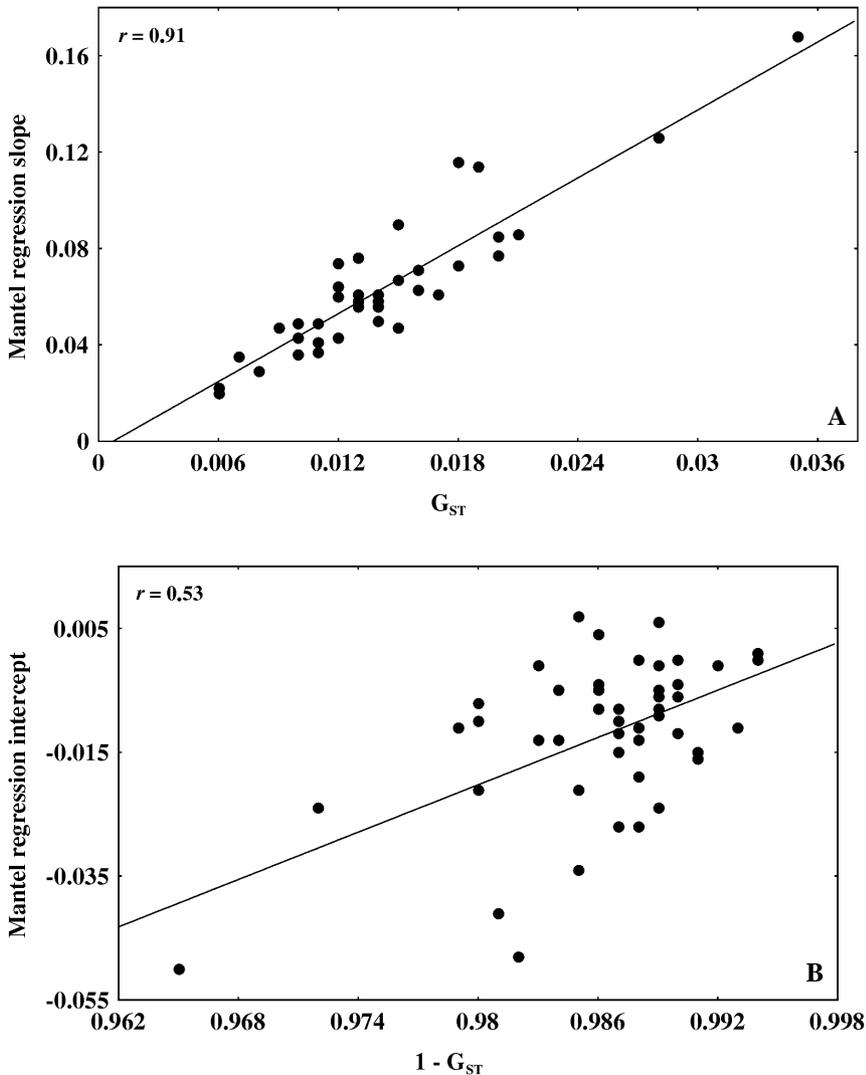 r = 0.91
0.16
0.12
0.08
0.04
0
Mantel regression slope
A
0 0.006 0.012 0.018 0.024 0.03 0.036
GST
r = 0.53
0.005
-0.015
-0.035
-0.055
Mantel regression intercept
B
0.962 0.968 0.974 0.98 0.986 0.992 0.998
1 - GST